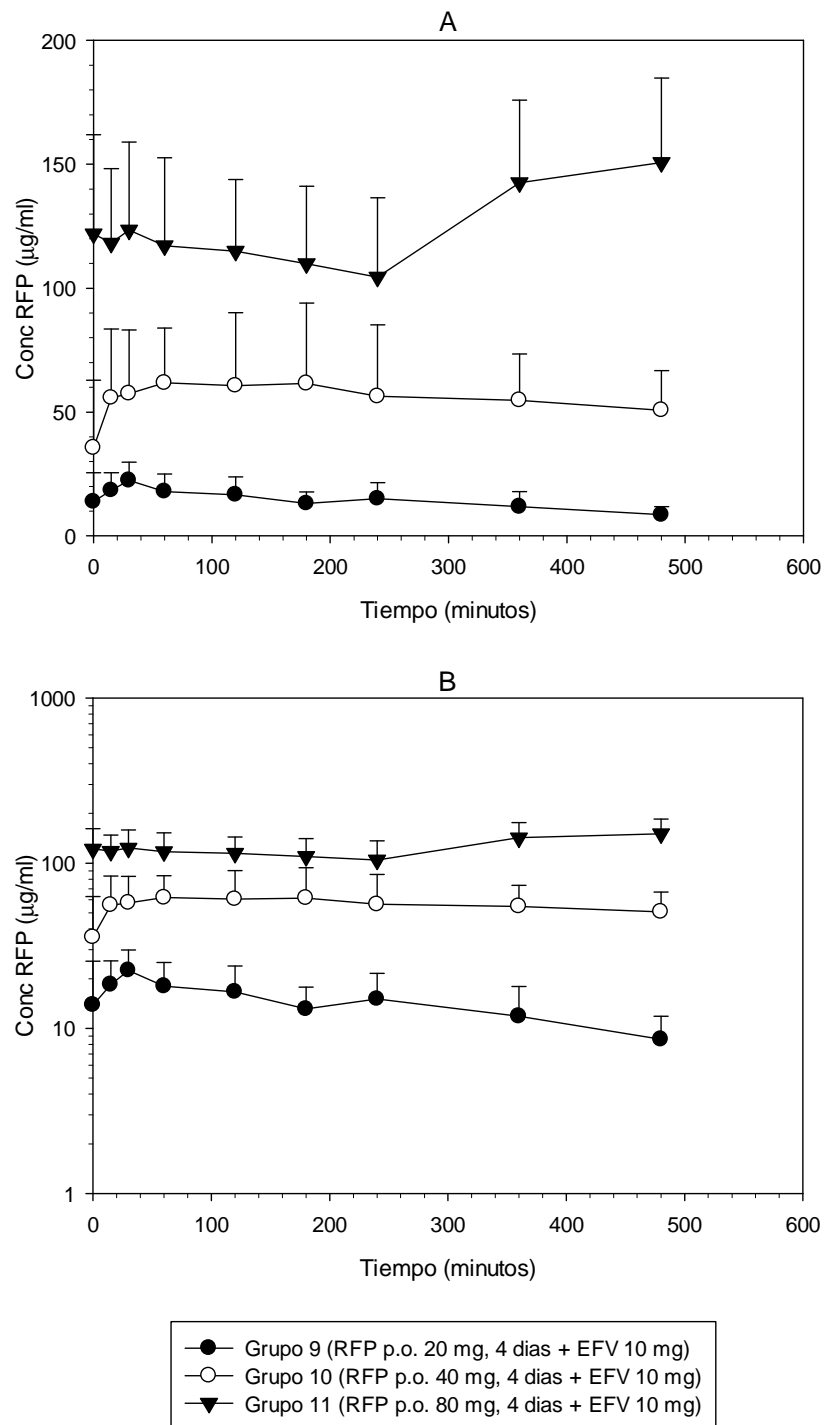 A
200
150
100
50
0
Conc RFP (µg/ml)
0 100 200 300 400 500 600
Tiempo (minutos)
B
1000
100
10
1
Conc RFP (µg/ml)
0 100 200 300 400 500 600
Tiempo (minutos)
Grupo 9 (RFP p.o. 20 mg, 4 dias + EFV 10 mg)
Grupo 10 (RFP p.o. 40 mg, 4 dias + EFV 10 mg)
Grupo 11 (RFP p.o. 80 mg, 4 dias + EFV 10 mg)